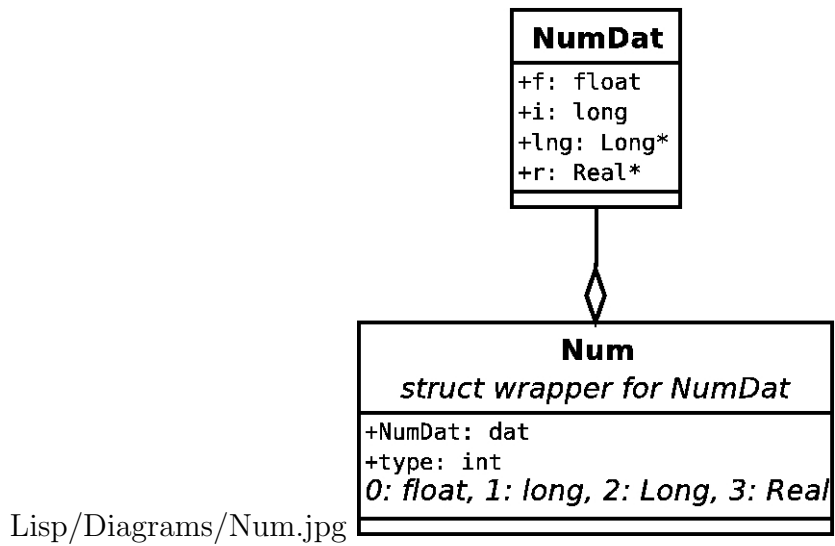 NumDat
+f: float
+i: long
+lng: Long*
+r: Real*
Num
struct wrapper for NumDat
+NumDat: dat
+type: int
0: float, 1: long, 2: Long, 3: Real
Lisp/Diagrams/Num.jpg